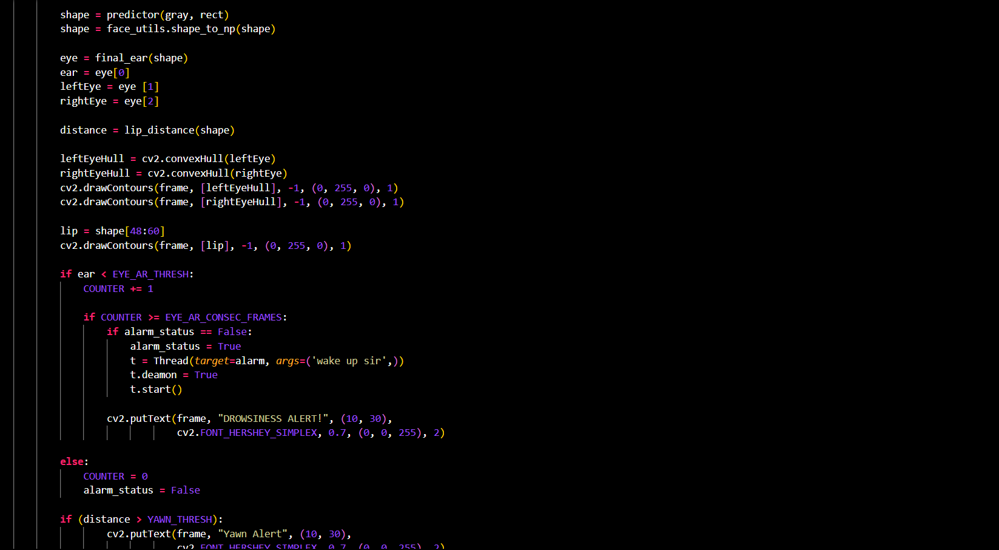 shape = predictor(gray, rect)
shape = face_utils.shape_to_np(shape)
eye = final_ear(shape)
ear = eye[0]
leftEye = eye [1]
rightEye = eye[2]
distance = lip_distance(shape)
leftEyeHull = cv2.convexHull(leftEye)
rightEyeHull = cv2.convexHull(rightEye)
cv2.drawContours(frame, [leftEyeHull], -1, (0, 255, 0), 1)
cv2.drawContours(frame, [rightEyeHull], -1, (0, 255, 0), 1)
lip = shape[48:60]
cv2.drawContours(frame, [lip], -1, (0, 255, 0), 1)
if ear < EYE_AR_THRESH:
COUNTER += 1
if COUNTER >= EYE_AR_CONSEC_FRAMES:
if alarm_status == False:
alarm_status = True
t = Thread(target=alarm, args=('wake up sir',))
t.deamon = True
t.start()
cv2.putText(frame, "DROWSINESS ALERT!", (10, 30),
cv2.FONT_HERSHEY_SIMPLEX, 0.7, (0, 0, 255), 2)
else:
COUNTER = 0
alarm_status = False
if (distance > YAWN_THRESH):
cv2.putText(frame, "Yawn Alert", (10, 30),
cv2.FONT_HERSHEY_SIMPLEX, 0.7, (0, 0, 255), 2)